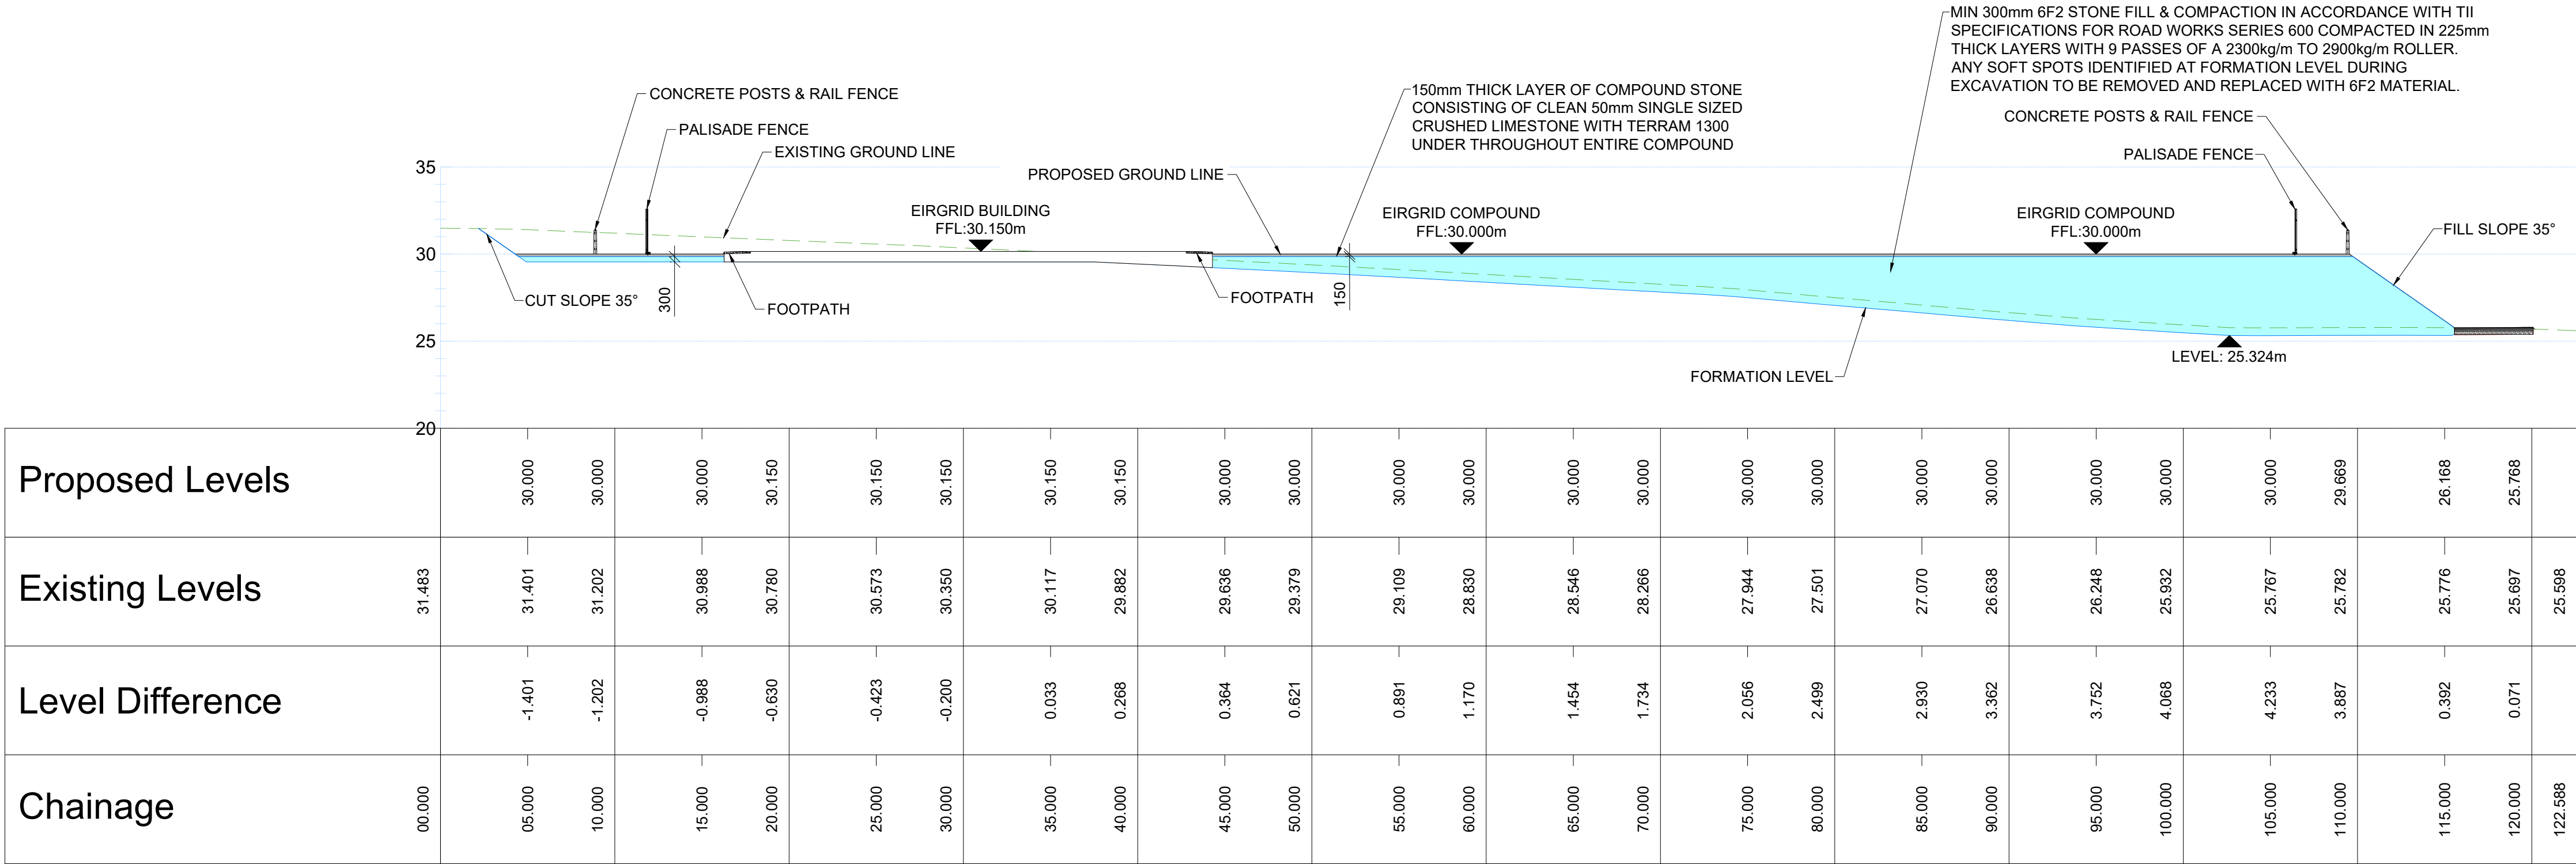 MIN 300mm 6F2 STONE FILL & COMPACTION IN ACCORDANCE WITH TII
SPECIFICATIONS FOR ROAD WORKS SERIES 600 COMPACTED IN 225mm
THICK LAYERS WITH 9 PASSES OF A 2300kg/m TO 2900kg/m ROLLER.
ANY SOFT SPOTS IDENTIFIED AT FORMATION LEVEL DURING
EXCAVATION TO BE REMOVED AND REPLACED WITH 6F2 MATERIAL.
CONCRETE POSTS & RAIL FENCE
PALISADE FENCE
EXISTING GROUND LINE
150mm THICK LAYER OF COMPOUND STONE
CONSISTING OF CLEAN 50mm SINGLE SIZED
CRUSHED LIMESTONE WITH TERRAM 1300
UNDER THROUGHOUT ENTIRE COMPOUND
CONCRETE POSTS & RAIL FENCE
PALISADE FENCE
PROPOSED GROUND LINE
EIRGRID BUILDING
FFL:30.150m
EIRGRID COMPOUND
FFL:30.000m
EIRGRID COMPOUND
FFL:30.000m
FILL SLOPE 35°
35
30
25
20
CUT SLOPE 35°
300
FOOTPATH
FOOTPATH
150
LEVEL: 25.324m
FORMATION LEVEL
Proposed Levels 30.000 30.000 30.000 30.150 30.150 30.150 30.150 30.150 30.000 30.000 30.000 30.000 30.000 30.000 30.000 30.000 30.000 30.000 30.000 30.000 30.000 29.669 26.168 25.768
Existing Levels 31.483 31.401 31.202 30.988 30.780 30.573 30.350 30.117 29.882 29.636 29.379 29.109 28.830 28.546 28.266 27.944 27.501 27.070 26.638 26.248 25.932 25.767 25.782 25.776 25.697 25.598
Level Difference -1.401 -1.202 -0.988 -0.630 -0.423 -0.200 0.033 0.268 0.364 0.621 0.891 1.170 1.454 1.734 2.056 2.499 2.930 3.362 3.752 4.068 4.233 3.887 0.392 0.071
Chainage 00.000 05.000 10.000 15.000 20.000 25.000 30.000 35.000 40.000 45.000 50.000 55.000 60.000 65.000 70.000 75.000 80.000 85.000 90.000 95.000 100.000 105.000 110.000 115.000 120.000 122.588